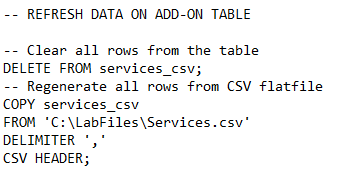 -- REFRESH DATA ON ADD-ON TABLE
-- Clear all rows from the table
DELETE FROM services_csv;
-- Regenerate all rows from CSV flatfile
COPY services_csv
FROM 'C:\LabFiles\Services.csv'
DELIMITER ','
CSV HEADER;